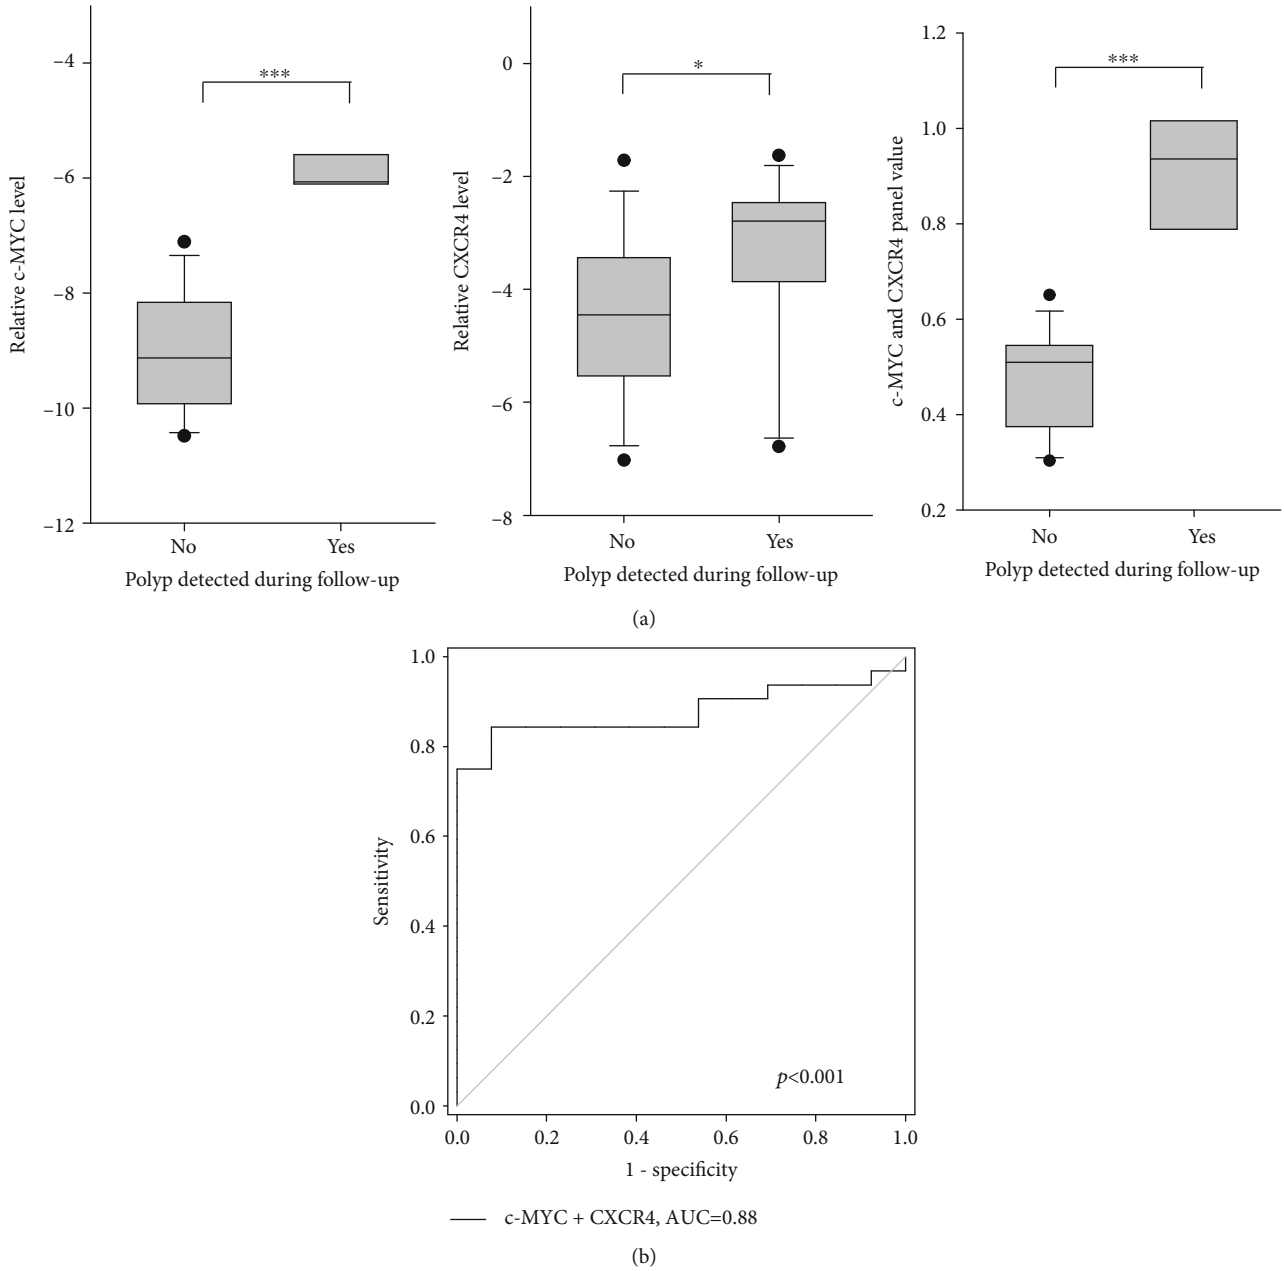 −4
−6
−8
−10
−12
Relative c-MYC level
***
No
Yes
Polyp detected during follow-up
0
−2
−4
−6
−8
Relative CXCR4 level
*
No
Yes
Polyp detected during follow-up
1.2
1.0
0.8
0.6
0.4
0.2
c-MYC and CXCR4 panel value
***
No
Yes
Polyp detected during follow-up
(a)
1.0
0.8
0.6
0.4
0.2
0.0
Sensitivity
p<0.001
0.0
0.2
0.4
0.6
0.8
1.0
1 - specificity
c-MYC + CXCR4, AUC=0.88
(b)